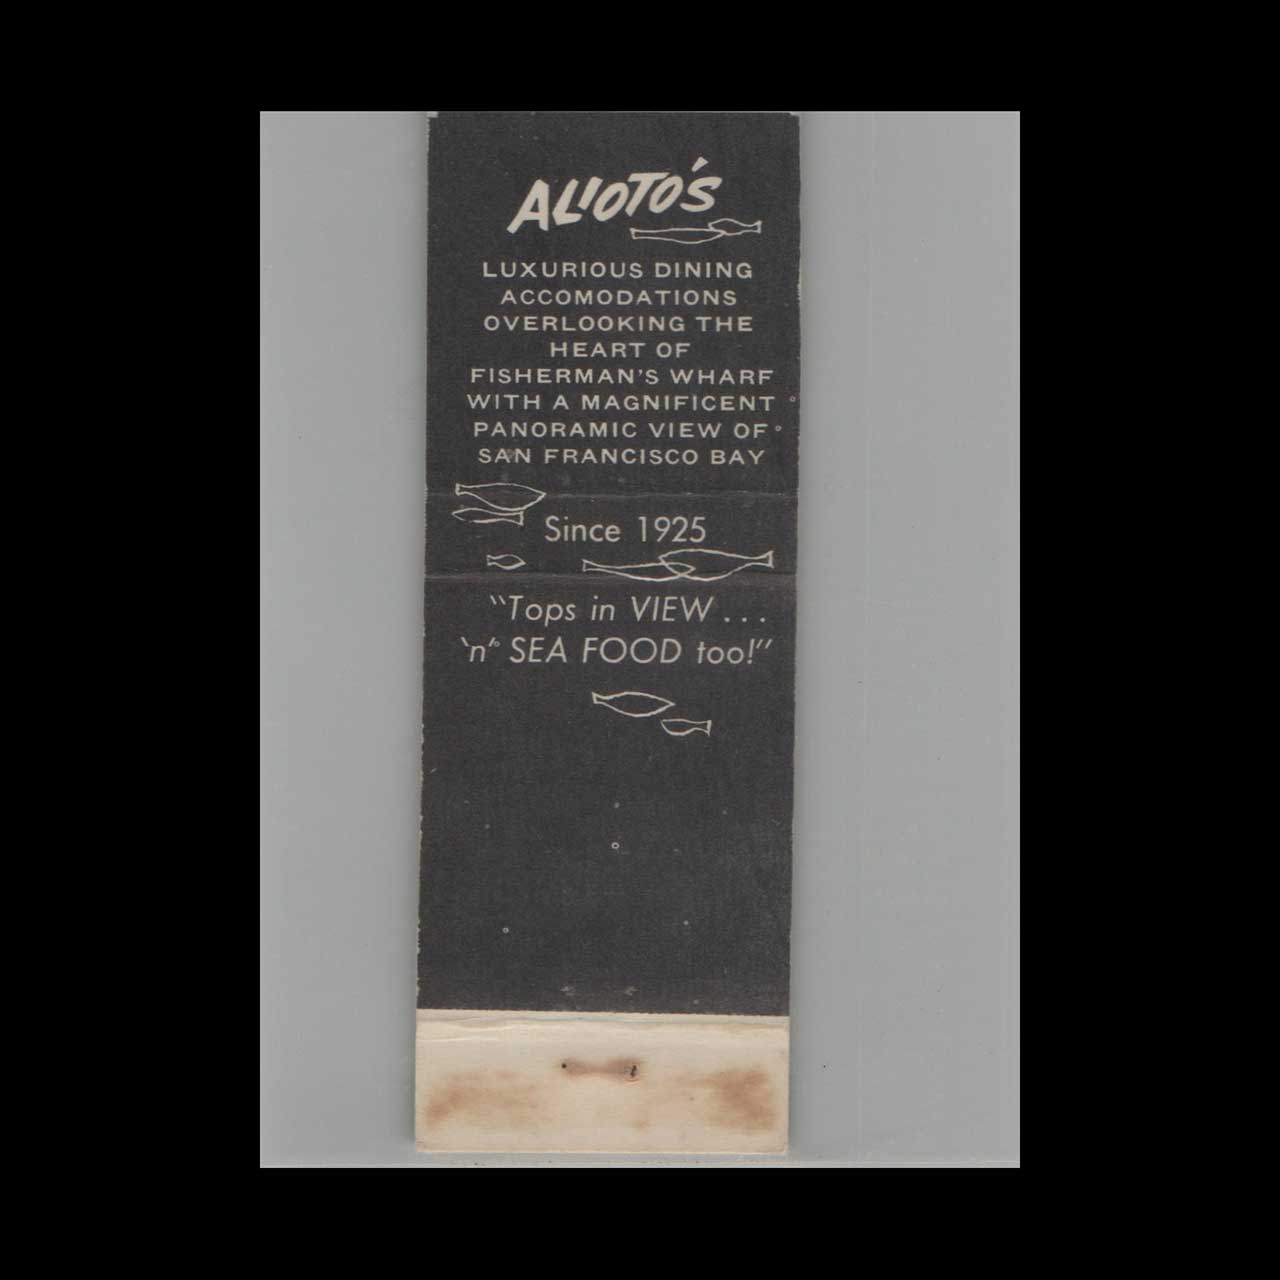 ALIOTO'S
LUXURIOUS DINING
ACCOMODATIONS
OVERLOOKING THE
HEART OF
FISHERMAN'S WHARF
WITH A MAGNIFICENT
PANORAMIC VIEW OF
SAN FRANCISCO BAY
Since 1925
"Tops in VIEW . . .
'n' SEA FOOD too!"